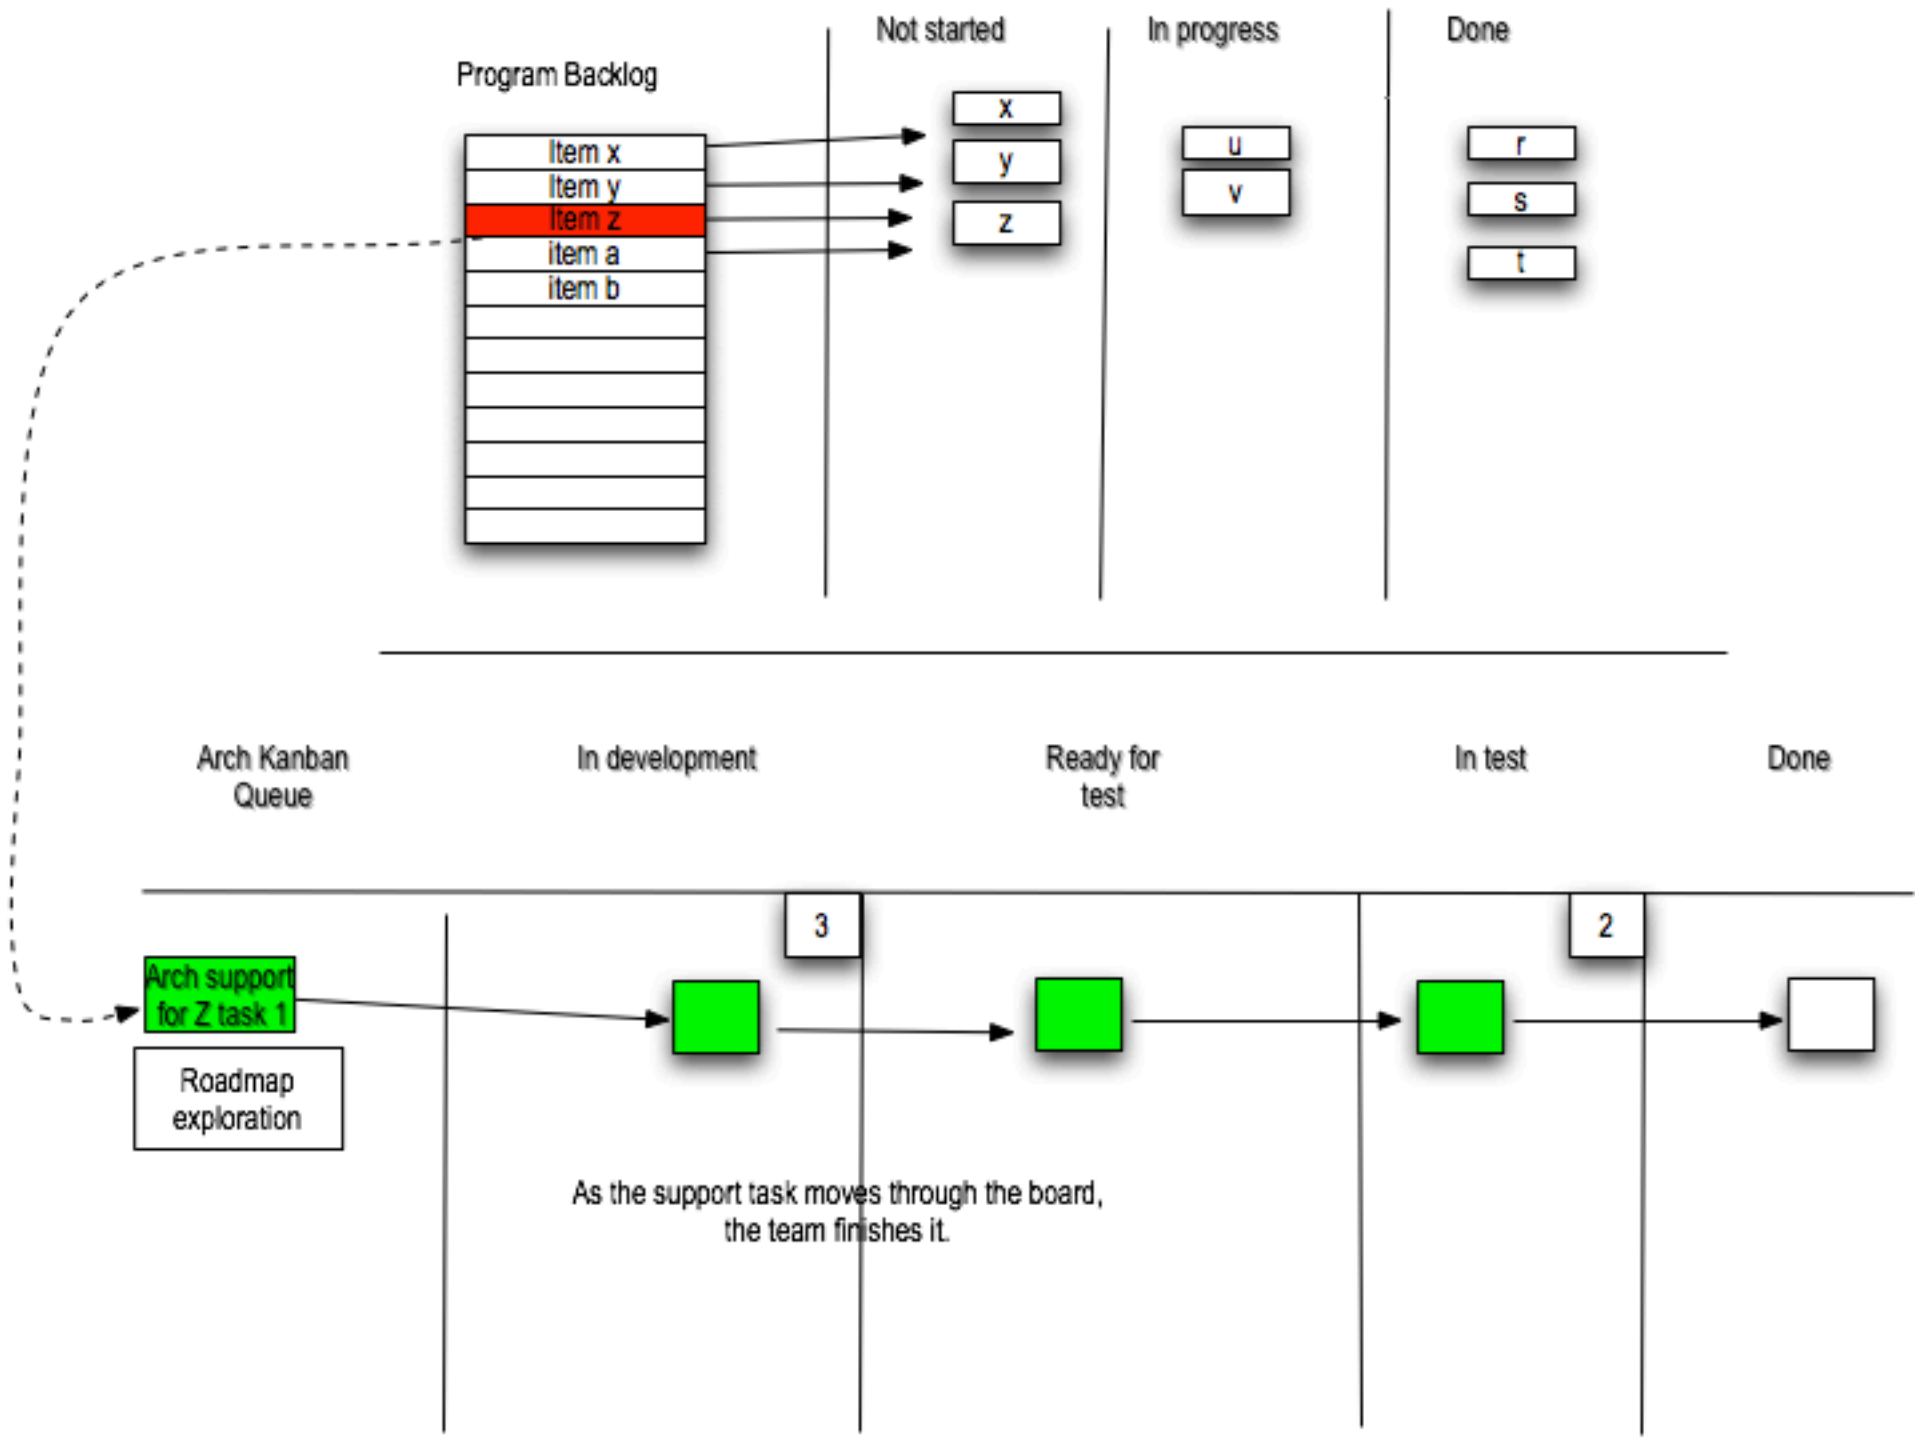 Not started
In progress
Done
Program Backlog
Item x
Item y
Item z
item a
item b
x
y
z
u
v
r
s
t
Arch Kanban
Queue
In development
Ready for
test
In test
Done
3
2
Arch support
for Z task 1
Roadmap
exploration
As the support task moves through the board,
the team finishes it.